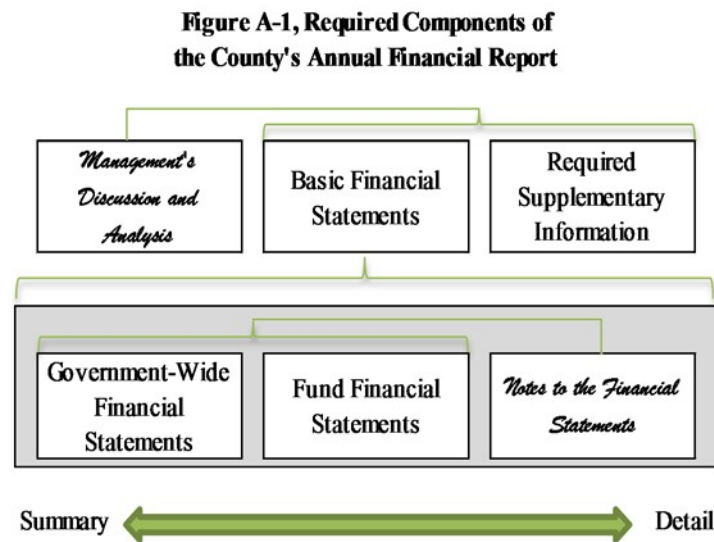 Figure A-1, Required Components of
the County's Annual Financial Report
Management's
Discussion and
Analysis
Basic Financial
Statements
Required
Supplementary
Information
Government-Wide
Financial
Statements
Fund Financial
Statements
Notes to the Financial
Statements
Summary
Detail